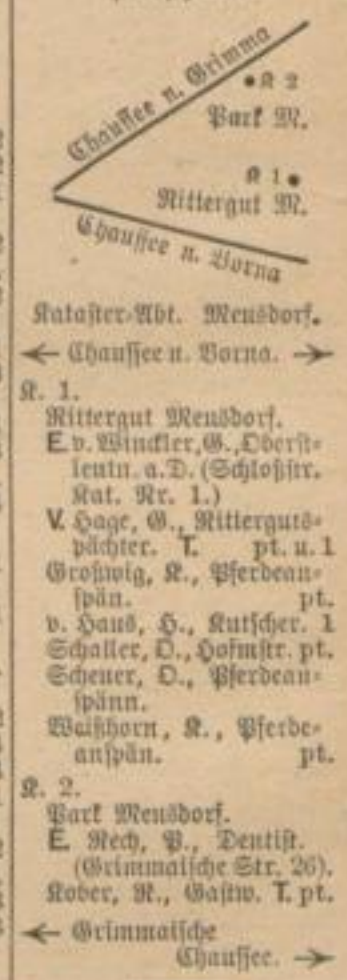 Chaussee n. Grimma
• K 2
Park M.
K 1 •
Rittergut M.
Chaussee n. Borna
Kataster-Abt. Meusdorf.
← Chaussee n. Borna. →
K. 1.
Rittergut Meusdorf.
E v. Winckler, G., Oberst-
leutn. a. D. (Schloßstr.
Kat. Nr. 1.)
V. Hage, G., Ritterguts-
pächter. T. pt. u. 1
Großwig, K., Pferdean-
spän. pt.
v. Haus, H., Kutscher. 1
Schaller, O., Hofmstr. pt.
Scheuer, O., Pferdean-
spänn.
Waißhorn, K., Pferde-
anspän. pt.
K. 2.
Park Meusdorf.
E. Rech, P., Dentist.
(Grimmaische Str. 26).
Kober, R., Gastw. T. pt.
← Grimmaische
Chaussee. →